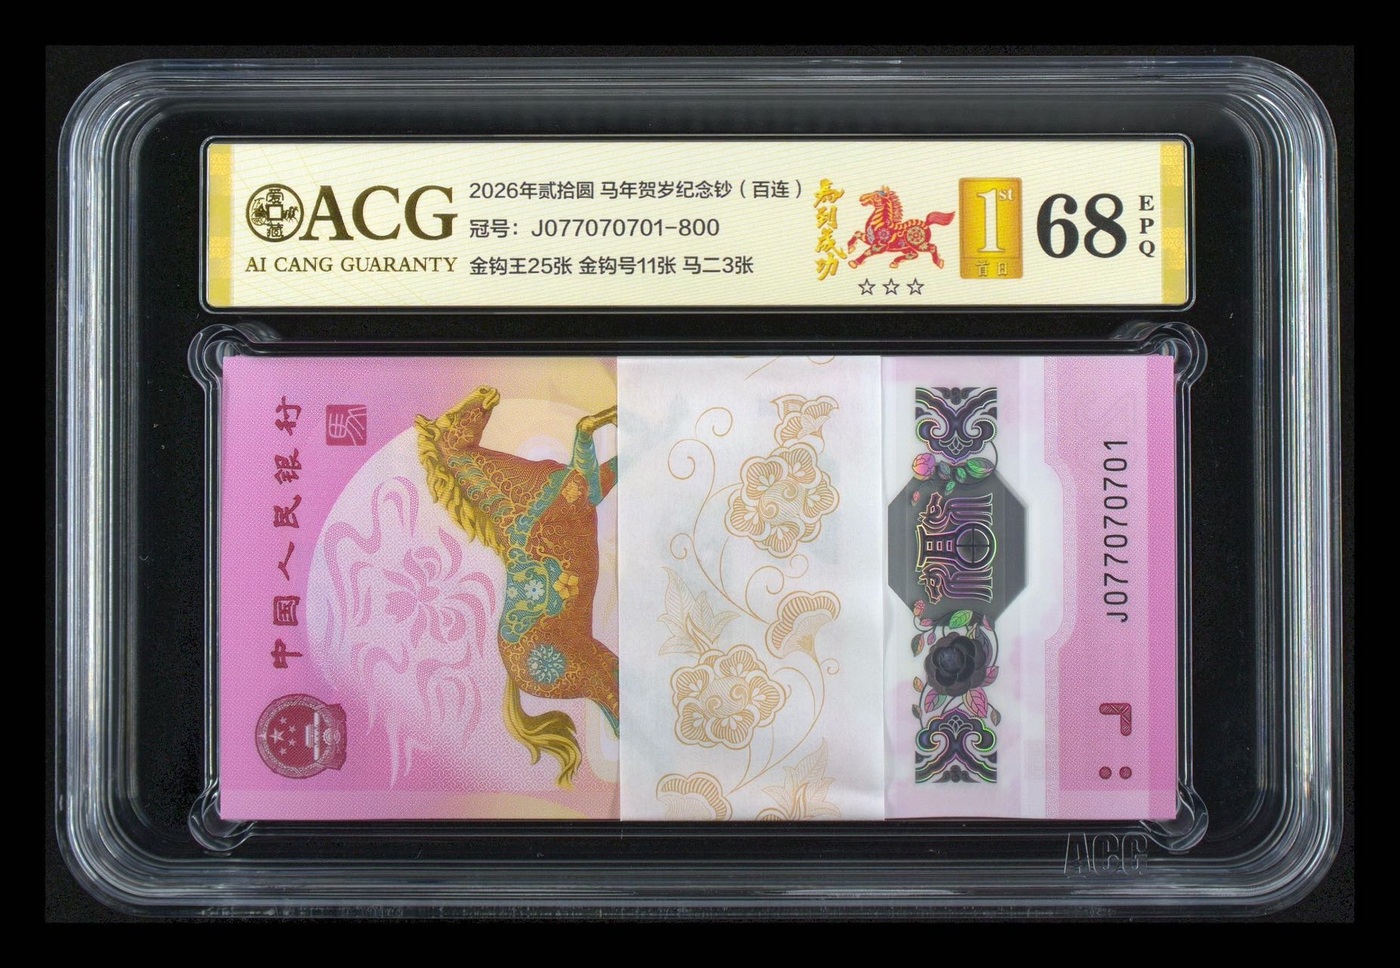 ACG
AI CANG GUARANTY
2026年贰拾圆 马年贺岁纪念钞（百连）
冠号：J077070701-800
金钩王25张 金钩号11张 马二3张
馬到成功
1st
首日
68
EPQ
中国人民银行
J077070701
ACG